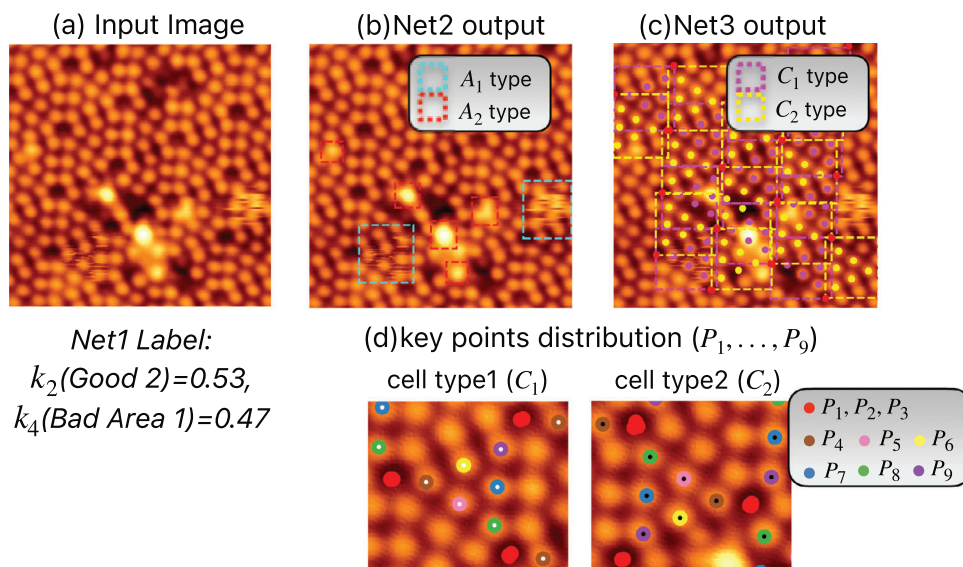 (a) Input Image
(b)Net2 output
(c) Net3 output
A₁ type
A₂ type
C₁ type
C₂ type
Net1 Label:
k₂(Good 2)=0.53,
k₄(Bad Area 1)=0.47
(d)key points distribution (P₁, . . . , P₉)
cell type1 (C₁)
cell type2 (C₂)
P₁, P₂, P₃
P₄ P₅ P₆
P₇ P₈ P₉